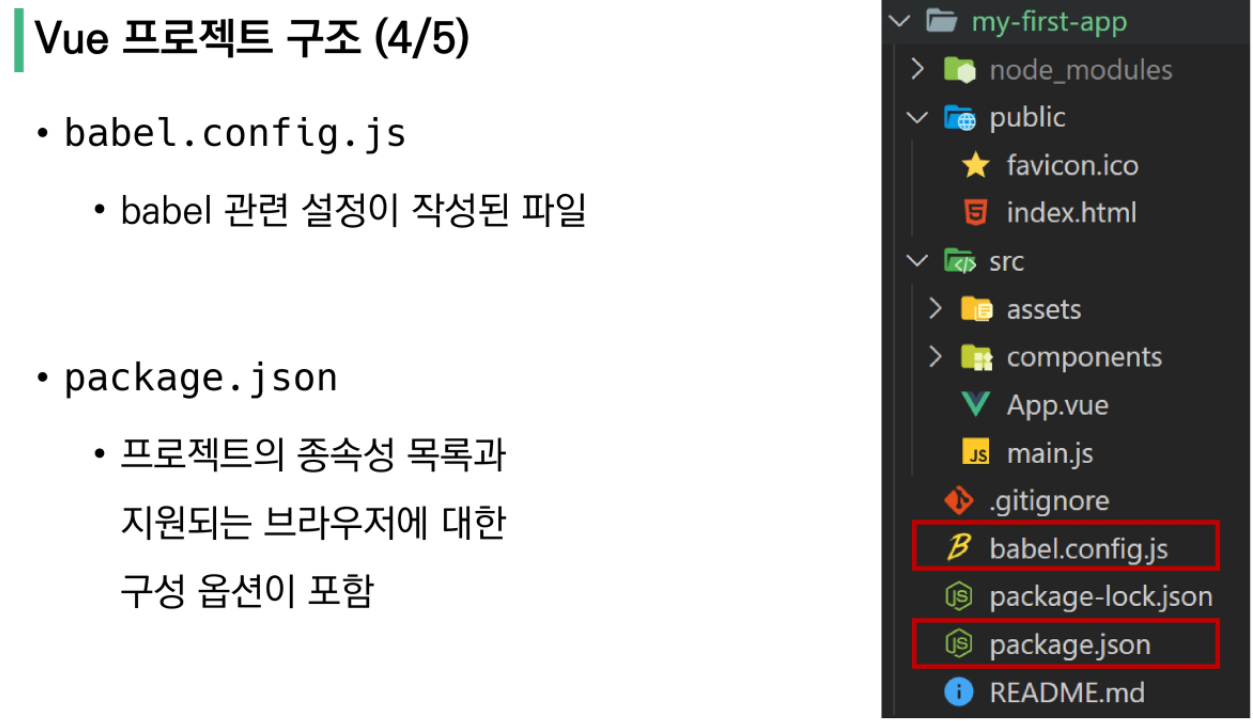 Vue 프로젝트 구조 (4/5)
• babel.config.js
• babel 관련 설정이 작성된 파일
• package.json
• 프로젝트의 종속성 목록과
지원되는 브라우저에 대한
구성 옵션이 포함
my-first-app
node_modules
public
favicon.ico
index.html
src
assets
components
App.vue
main.js
.gitignore
babel.config.js
package-lock.json
package.json
README.md